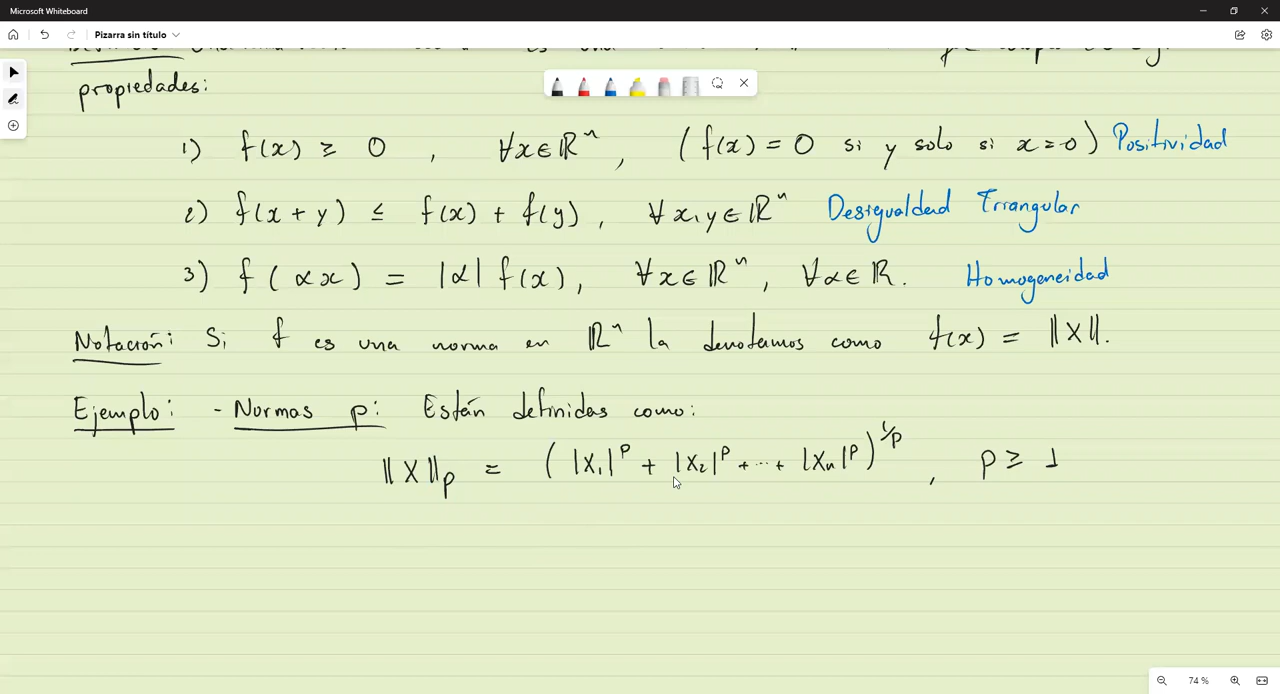 Microsoft Whiteboard
Pizarra sin título
propiedades:
1) f(x) ≥ 0 , ∀x∈ℝⁿ, (f(x) = 0 si y solo si x=0) Positividad
2) f(x+y) ≤ f(x) + f(y), ∀x,y∈ℝⁿ Desigualdad Triangular
3) f(αx) = |α| f(x), ∀x∈ℝⁿ, ∀α∈ℝ. Homogeneidad
Notación: Si f es una norma en ℝⁿ la denotamos como f(x) = ||X||.
Ejemplo: - Normas p: Están definidas como:
||X||_p = (|X₁|^p + |X₂|^p + ... + |Xₙ|^p)^{1/p}, p ≥ 1
74 %